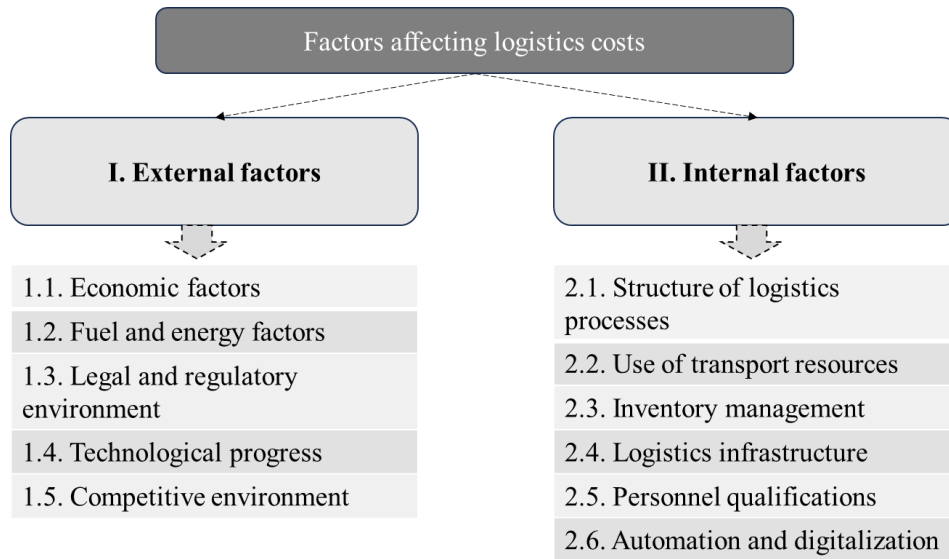 Factors affecting logistics costs
I. External factors
1.1. Economic factors
1.2. Fuel and energy factors
1.3. Legal and regulatory
environment
1.4. Technological progress
1.5. Competitive environment
II. Internal factors
2.1. Structure of logistics
processes
2.2. Use of transport resources
2.3. Inventory management
2.4. Logistics infrastructure
2.5. Personnel qualifications
2.6. Automation and digitalization